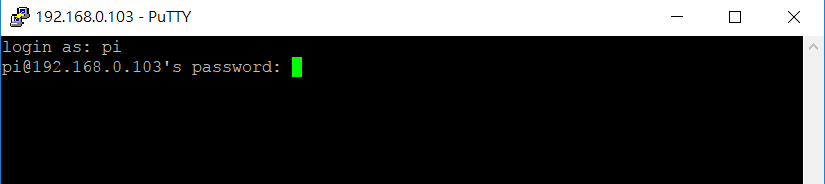 192.168.0.103 - PuTTY
login as: pi
pi@192.168.0.103's password: